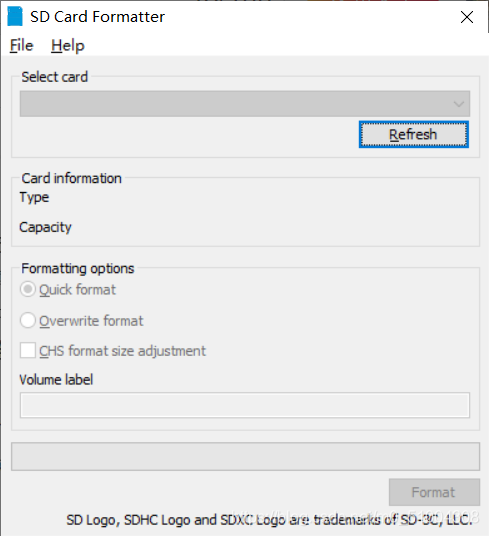 SD Card Formatter
File Help
Select card
Refresh
Card information
Type
Capacity
Formatting options
Quick format
Overwrite format
CHS format size adjustment
Volume label
Format
SD Logo, SDHC Logo and SDXC Logo are trademarks of SD-3C, LLC.